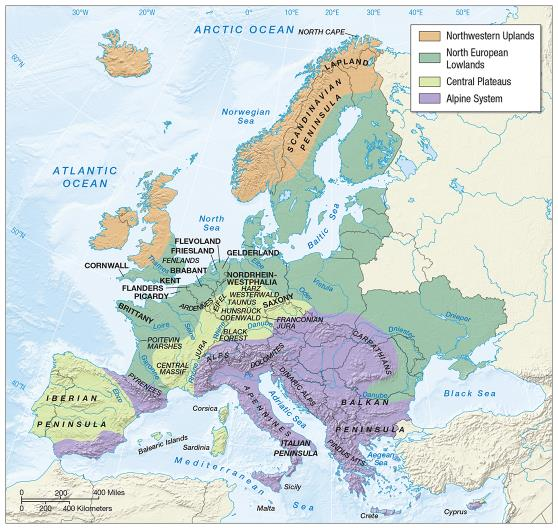 30°W
20°W
10°W
0°
10°E
20°E
30°E
40°E
50°E
60°N
50°N
40°N
ARCTIC OCEAN
NORTH CAPE
LAPLAND
SCANDINAVIAN
PENINSULA
Norwegian
Sea
ATLANTIC
OCEAN
North
Sea
Baltic Sea
FLEVOLAND
FRIESLAND
FENLANDS
GELDERLAND
CORNWALL
Thames
BRABANT
KENT
FLANDERS
PICARDY
NORDRHEIN-
WESTPHALIA
HARZ
WESTERWALD
TAUNUS
HUNSRÜCK
ODENWALD
SAXONY
Elbe
Oder
Vistula
ARDENNES
EIFEL
BRITTANY
Loire
Seine
Rhine
FRANCONIAN
JURA
BLACK
FOREST
Danube
POITEVIN
MARSHES
JURA
CENTRAL
MASSIF
Garonne
Rhône
ALPS
DOLOMITES
CARPATHIANS
Dniester
Dnieper
PYRENEES
Ebro
IBERIAN
PENINSULA
Corsica
Balearic Islands
Sardinia
APENNINES
Adriatic Sea
DINARIC ALPS
Danube
BALKAN
PENINSULA
Black Sea
ITALIAN
PENINSULA
PINDUS MTS.
Aegean
Sea
Mediterranean Sea
Sicily
Malta
Crete
Cyprus
Northwestern Uplands
North European
Lowlands
Central Plateaus
Alpine System
0 200 400 Miles
0 200 400 Kilometers